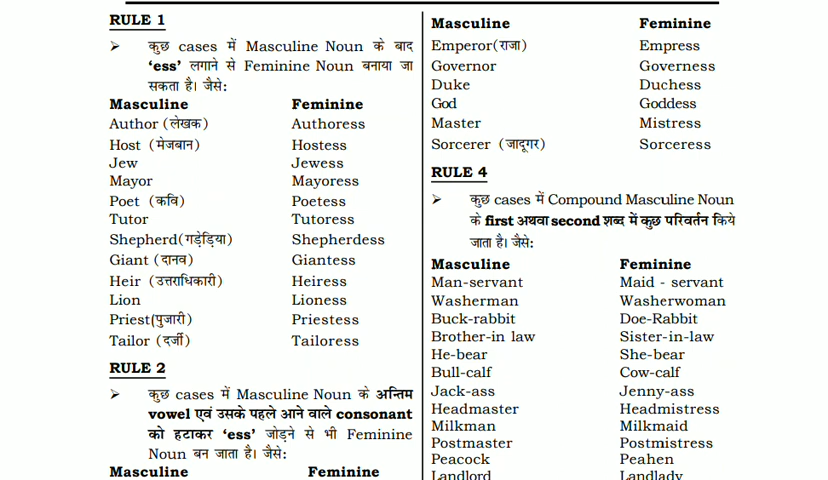 RULE 1
➢ कुछ cases में Masculine Noun के बाद
‘ess’ लगाने से Feminine Noun बनाया जा
सकता है। जैसे:
Masculine Feminine
Author (लेखक) Authoress
Host (मेजबान) Hostess
Jew Jewess
Mayor Mayoress
Poet (कवि) Poetess
Tutor Tutoress
Shepherd(गड़ेड़िया) Shepherdess
Giant (दानव) Giantess
Heir (उत्तराधिकारी) Heiress
Lion Lioness
Priest(पुजारी) Priestess
Tailor (दर्जी) Tailoress
RULE 2
➢ कुछ cases में Masculine Noun के अन्तिम
vowel एवं उसके पहले आने वाले consonant
को हटाकर ‘ess’ जोड़ने से भी Feminine
Noun बन जाता है। जैसे:
Masculine Feminine
Masculine Feminine
Emperor(राजा) Empress
Governor Governess
Duke Duchess
God Goddess
Master Mistress
Sorcerer (जादूगर) Sorceress
RULE 4
➢ कुछ cases में Compound Masculine Noun
के first अथवा second शब्द में कुछ परिवर्तन किये
जाता है। जैसे:
Masculine Feminine
Man-servant Maid - servant
Washerman Washerwoman
Buck-rabbit Doe-Rabbit
Brother-in law Sister-in-law
He-bear She-bear
Bull-calf Cow-calf
Jack-ass Jenny-ass
Headmaster Headmistress
Milkman Milkmaid
Postmaster Postmistress
Peacock Peahen
Landlord Landlady